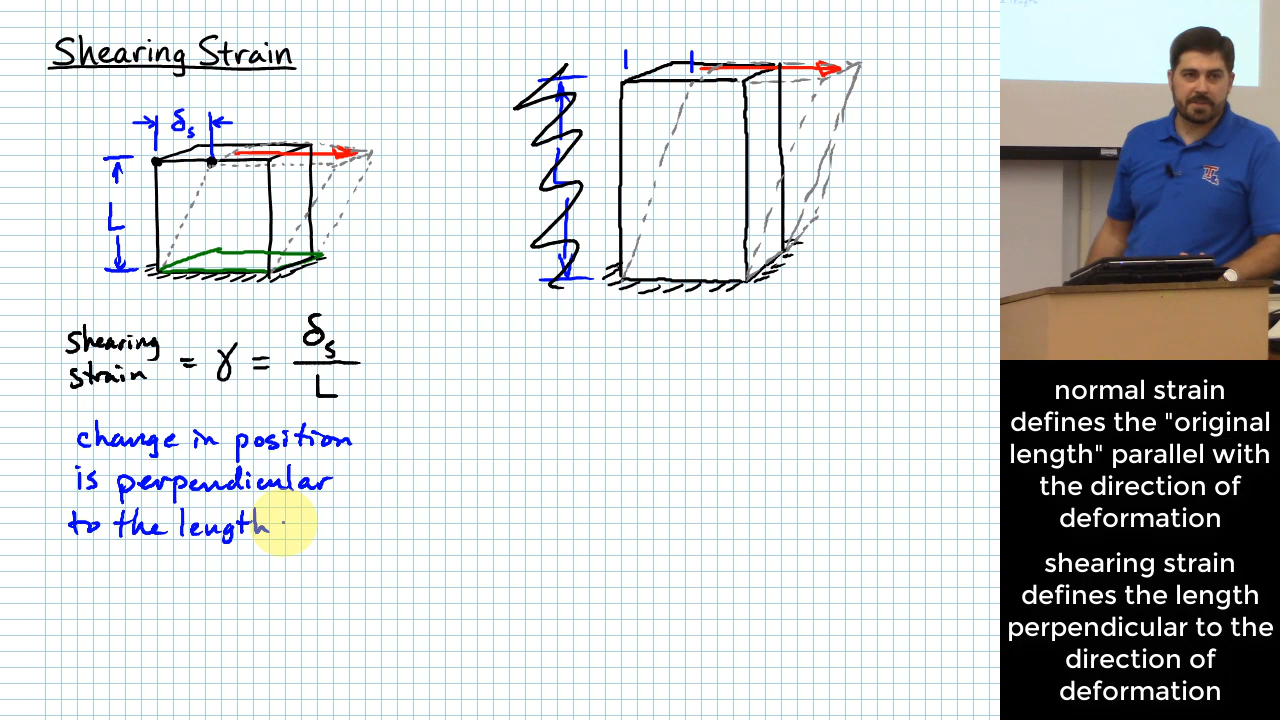 Shearing Strain
δs
L
shearing
strain = γ = δs
L
change in position
is perpendicular
to the length
normal strain
defines the "original
length" parallel with
the direction of
deformation
shearing strain
defines the length
perpendicular to the
direction of
deformation